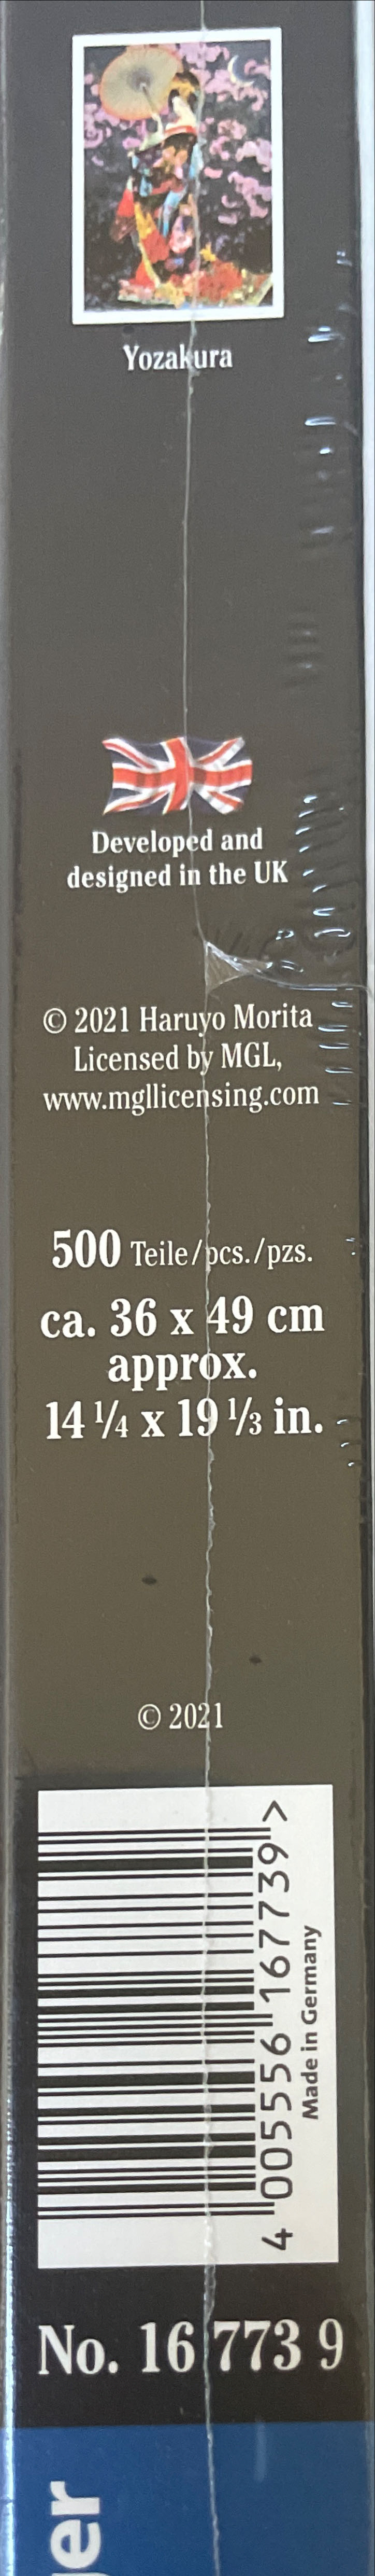 Yozakura
Developed and
designed in the UK
© 2021 Haruyo Morita
Licensed by MGL,
www.mgllicensing.com
500 Teile/pcs./pzs.
ca. 36 x 49 cm
approx.
14 1/4 x 19 1/3 in.
© 2021
4 005556 167739 >
Made in Germany
No. 16 773 9
ger